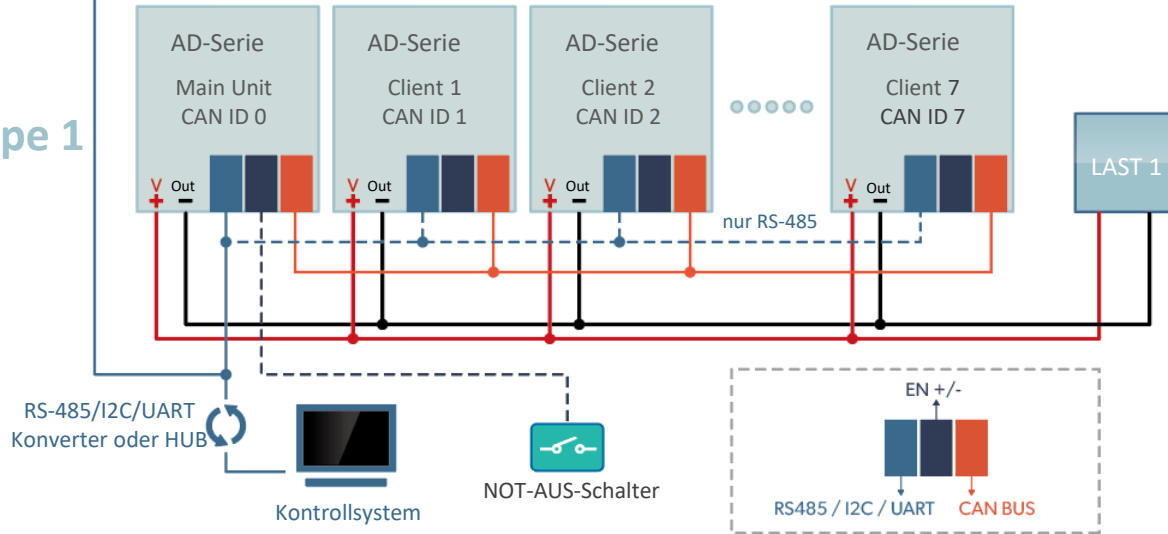 AD-Serie
Main Unit
CAN ID 0
V
Out
AD-Serie
Client 1
CAN ID 1
V
Out
AD-Serie
Client 2
CAN ID 2
V
Out
AD-Serie
Client 7
CAN ID 7
V
Out
pe 1
LAST 1
nur RS-485
RS-485/I2C/UART
Konverter oder HUB
Kontrollsystem
NOT-AUS-Schalter
EN +/-
RS485 / I2C / UART
CAN BUS